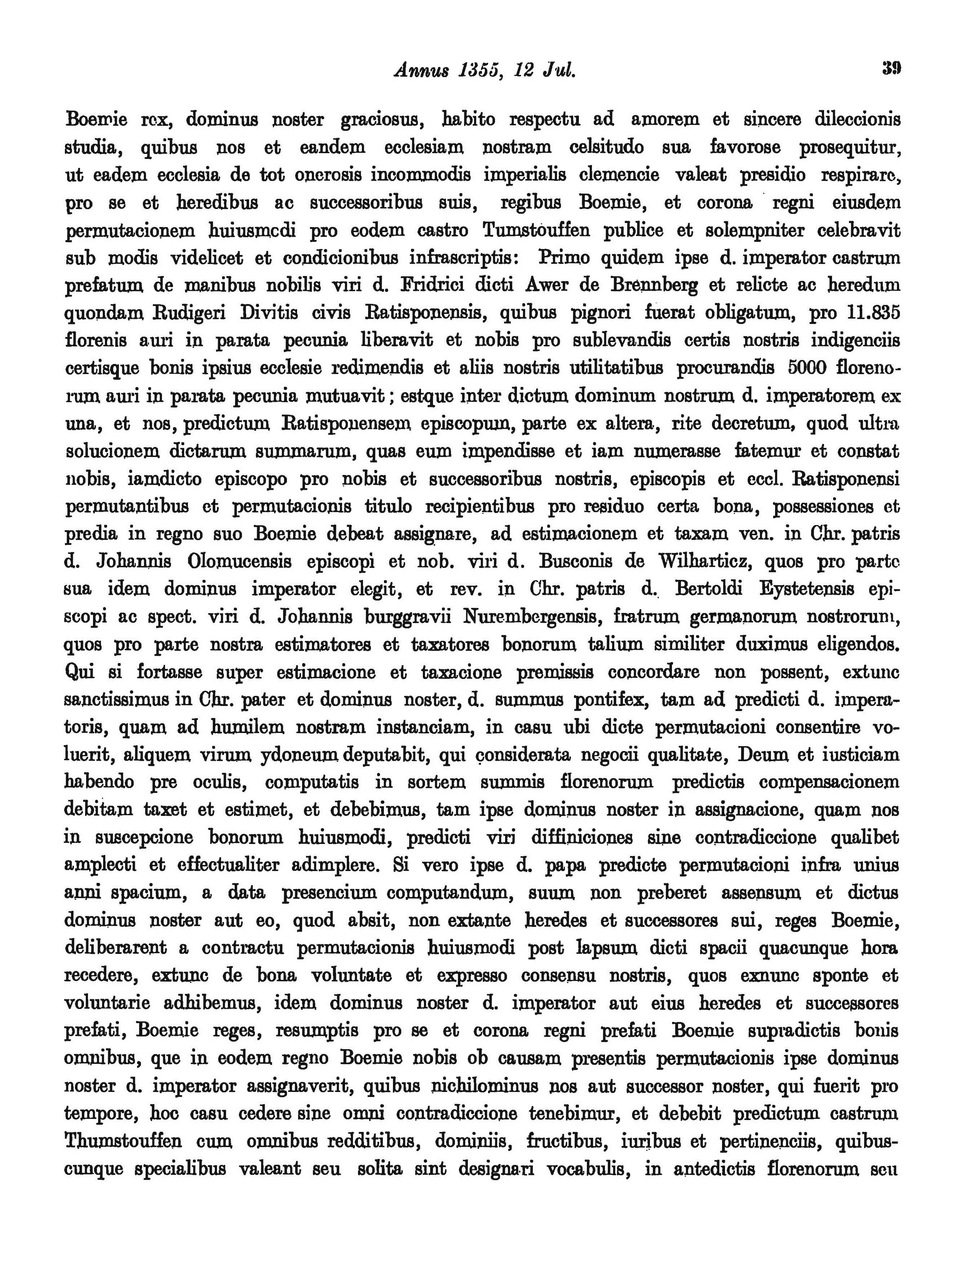 Annus 1355, 12 Jul. 39
Boemie rex, dominus noster graciosus, habito respectu ad amorem et sincere dileccionis
studia, quibus nos et eandem ecclesiam nostram celsitudo sua favorose prosequitur,
ut eadem ecclesia de tot onerosis incommodis imperialis clemencie valeat presidio respirare,
pro se et heredibus ac successoribus suis, regibus Boemie, et corona regni eiusdem
permutacionem huiusmodi pro eodem castro Tumstouffen publice et solempniter celebravit
sub modis videlicet et condicionibus infrascriptis: Primo quidem ipse d. imperator castrum
prefatum de manibus nobilis viri d. Fridrici dicti Awer de Brennberg et relicte ac heredum
quondam Rudigeri Divitis civis Ratisponensis, quibus pignori fuerat obligatum, pro 11.835
florenis auri in parata pecunia liberavit et nobis pro sublevandis certis nostris indigenciis
certisque bonis ipsius ecclesie redimendis et aliis nostris utilitatibus procurandis 5000 floreno-
rum auri in parata pecunia mutuavit; estque inter dictum dominum nostrum d. imperatorem ex
una, et nos, predictum Ratisponensem episcopum, parte ex altera, rite decretum, quod ultra
solucionem dictarum summarum, quas eum impendisse et iam numerasse fatemur et constat
nobis, iamdicto episcopo pro nobis et successoribus nostris, episcopis et eccl. Ratisponensi
permutantibus et permutacionis titulo recipientibus pro residuo certa bona, possessiones et
predia in regno suo Boemie debeat assignare, ad estimacionem et taxam ven. in Chr. patris
d. Johannis Olomucensis episcopi et nob. viri d. Busconis de Wilharticz, quos pro parte
sua idem dominus imperator elegit, et rev. in Chr. patris d. Bertoldi Eystetensis epi-
scopi ac spect. viri d. Johannis burggravii Nurembergensis, fratrum germanorum nostrorum,
quos pro parte nostra estimatores et taxatores bonorum talium similiter duximus eligendos.
Qui si fortasse super estimacione et taxacione premissis concordare non possent, extunc
sanctissimus in Chr. pater et dominus noster, d. summus pontifex, tam ad predicti d. impera-
toris, quam ad humilem nostram instanciam, in casu ubi dicte permutacioni consentire vo-
luerit, aliquem virum ydoneum deputabit, qui considerata negocii qualitate, Deum et iusticiam
habendo pre oculis, computatis in sortem summis florenorum predictis compensacionem
debitam taxet et estimet, et debebimus, tam ipse dominus noster in assignacione, quam nos
in suscepcione bonorum huiusmodi, predicti viri diffiniciones sine contradiccione qualibet
amplecti et effectualiter adimplere. Si vero ipse d. papa predicte permutacioni infra unius
anni spacium, a data presencium computandum, suum non preberet assensum et dictus
dominus noster aut eo, quod absit, non extante heredes et successores sui, reges Boemie,
deliberarent a contractu permutacionis huiusmodi post lapsum dicti spacii quacunque hora
recedere, extunc de bona voluntate et expresso consensu nostris, quos exnunc sponte et
voluntarie adhibemus, idem dominus noster d. imperator aut eius heredes et successores
prefati, Boemie reges, resumptis pro se et corona regni prefati Boemie supradictis bonis
omnibus, que in eodem regno Boemie nobis ob causam presentis permutacionis ipse dominus
noster d. imperator assignaverit, quibus nichilominus nos aut successor noster, qui fuerit pro
tempore, hoc casu cedere sine omni contradiccione tenebimur, et debebit predictum castrum
Thumstouffen cum omnibus redditibus, dominiis, fructibus, iuribus et pertinenciis, quibus-
cunque specialibus valeant seu solita sint designari vocabulis, in antedictis florenorum seu